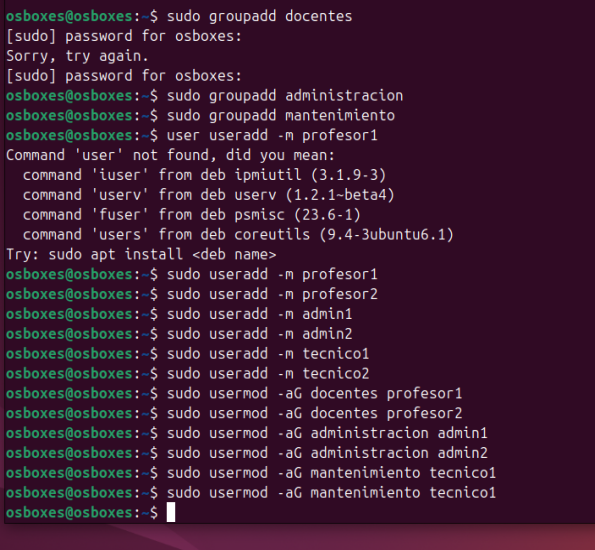 osboxes@osboxes:~$ sudo groupadd docentes
[sudo] password for osboxes:
Sorry, try again.
[sudo] password for osboxes:
osboxes@osboxes:~$ sudo groupadd administracion
osboxes@osboxes:~$ sudo groupadd mantenimiento
osboxes@osboxes:~$ user useradd -m profesor1
Command 'user' not found, did you mean:
  command 'iuser' from deb ipmiutil (3.1.9-3)
  command 'userv' from deb userv (1.2.1~beta4)
  command 'fuser' from deb psmisc (23.6-1)
  command 'users' from deb coreutils (9.4-3ubuntu6.1)
Try: sudo apt install <deb name>
osboxes@osboxes:~$ sudo useradd -m profesor1
osboxes@osboxes:~$ sudo useradd -m profesor2
osboxes@osboxes:~$ sudo useradd -m admin1
osboxes@osboxes:~$ sudo useradd -m admin2
osboxes@osboxes:~$ sudo useradd -m tecnico1
osboxes@osboxes:~$ sudo useradd -m tecnico2
osboxes@osboxes:~$ sudo usermod -aG docentes profesor1
osboxes@osboxes:~$ sudo usermod -aG docentes profesor2
osboxes@osboxes:~$ sudo usermod -aG administracion admin1
osboxes@osboxes:~$ sudo usermod -aG administracion admin2
osboxes@osboxes:~$ sudo usermod -aG mantenimiento tecnico1
osboxes@osboxes:~$ sudo usermod -aG mantenimiento tecnico1
osboxes@osboxes:~$